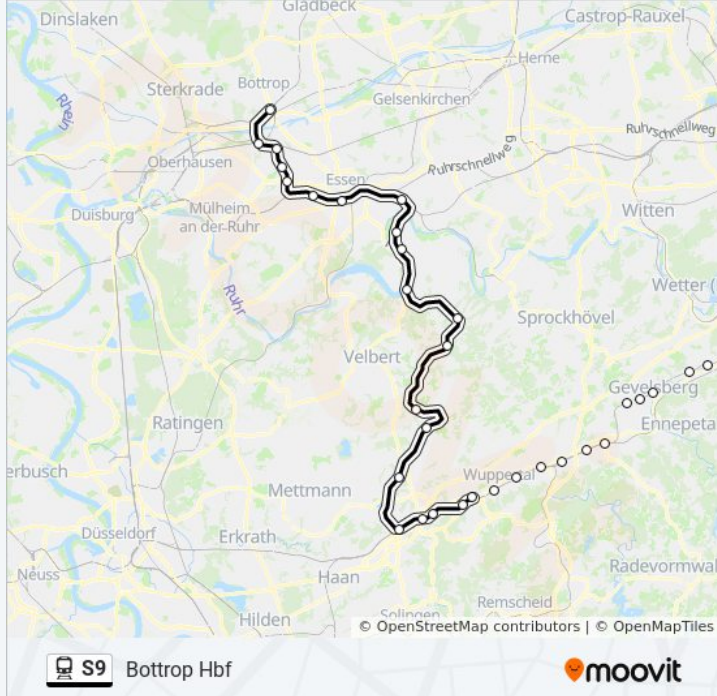 Gladbeck
Dinslaken
Castrop-Rauxel
Herne
Bottrop
Sterkrade
Gelsenkirchen
Rhein
Ruhrschnellweg
Oberhausen
Ruhrschnellweg
Essen
Duisburg
Mülheim
an der Ruhr
Witten
Ruhr
Wetter (
Sprockhövel
Velbert
Gevelsberg
Ratingen
Ennepeta
erbusch
Wuppertal
Mettmann
Düsseldorf
Erkrath
Radevormwal
Neuss
Haan
Remscheid
Hilden
Solingen
© OpenStreetMap contributors | © OpenMapTiles
S9 Bottrop Hbf
moovit